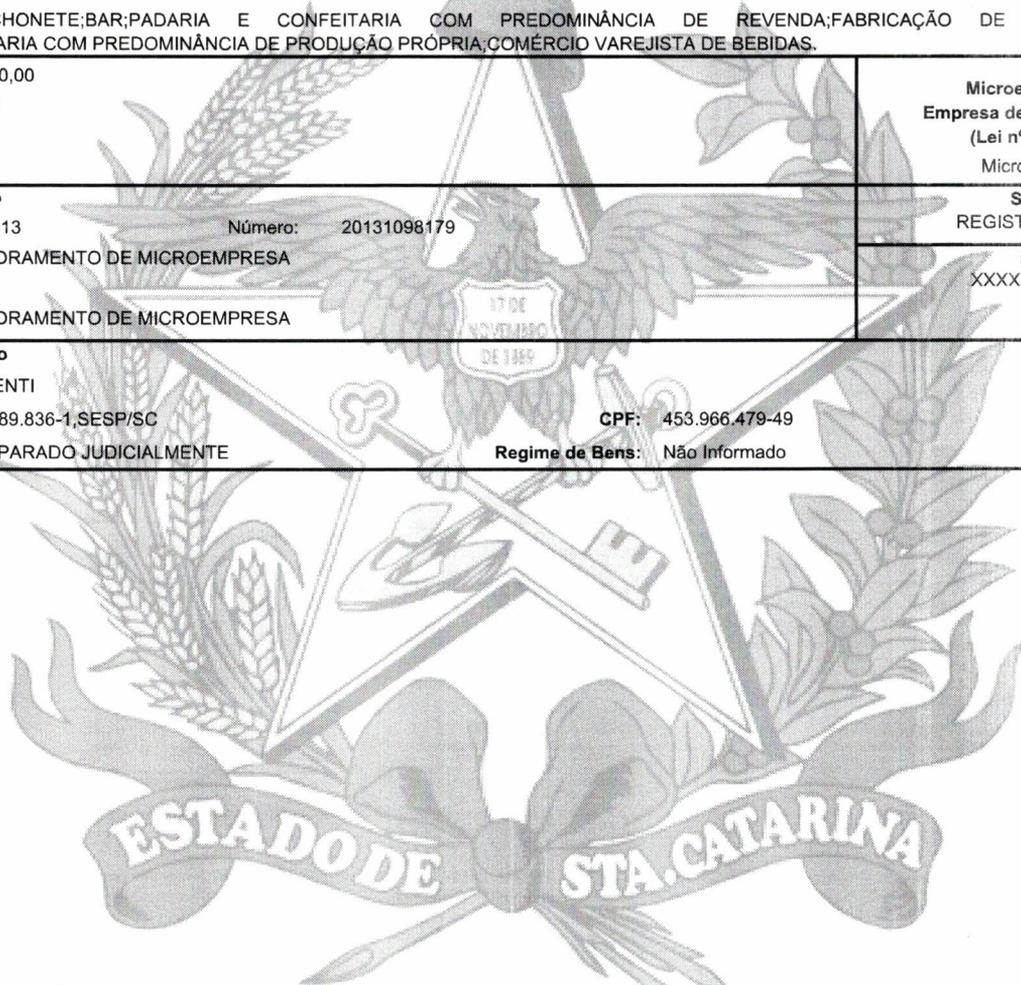 CHONETE;BAR;PADARIA E CONFEITARIA COM PREDOMINÂNCIA DE REVENDA;FABRICAÇÃO DE
ARIA COM PREDOMINÂNCIA DE PRODUÇÃO PRÓPRIA;COMÉRCIO VAREJISTA DE BEBIDAS.
0,00
Microe
Empresa de
(Lei nº
Micro
13 Número: 20131098179
S
REGIST
DRAMENTO DE MICROEMPRESA
XXXX
DRAMENTO DE MICROEMPRESA
o
ENTI
89.836-1,SESP/SC CPF: 453.966.479-49
PARADO JUDICIALMENTE Regime de Bens: Não Informado
17 DE
NOVEMBRO
DE 1889
ESTADO DE STA.CATARINA